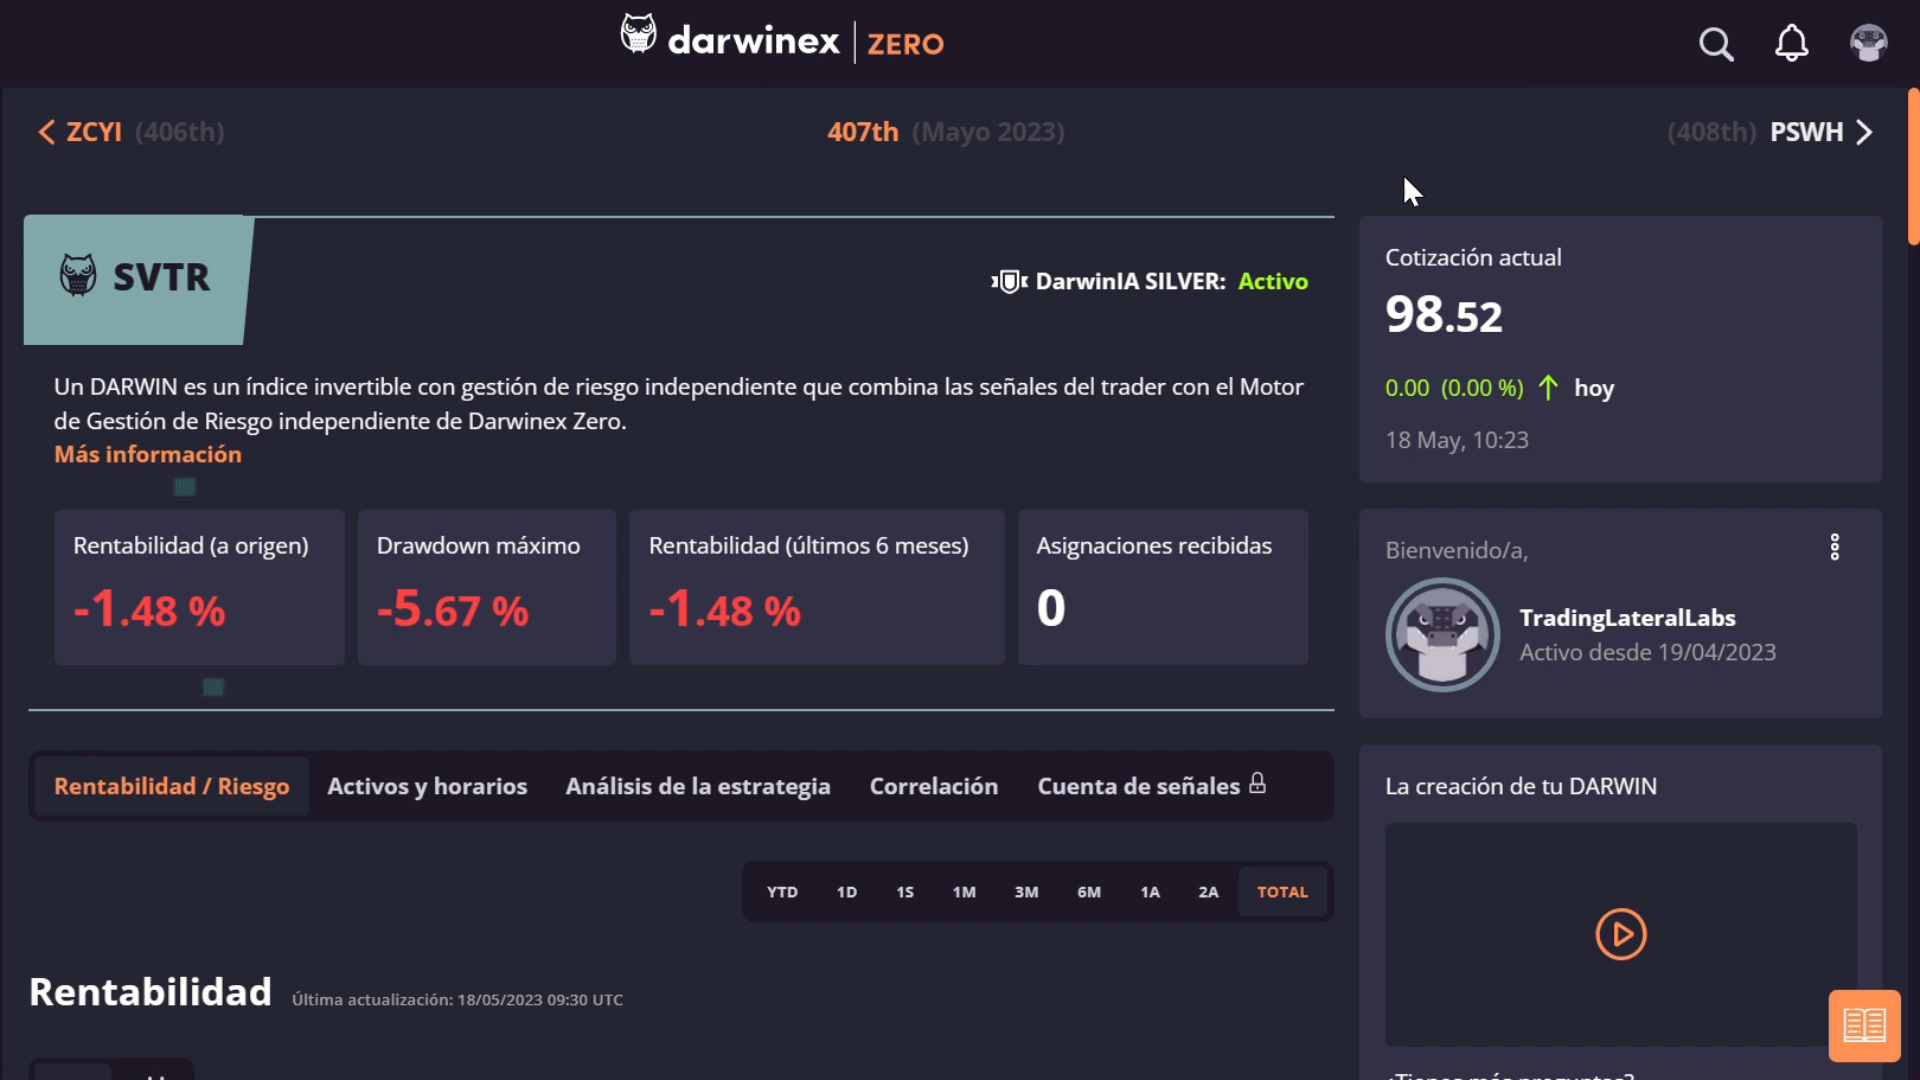 darwinex | ZERO
ZCYI (406th)
407th (Mayo 2023)
(408th) PSWH
SVTR
DarwinIA SILVER: Activo
Un DARWIN es un índice invertible con gestión de riesgo independiente que combina las señales del trader con el Motor
de Gestión de Riesgo independiente de Darwinex Zero.
Más información
Rentabilidad (a origen)
-1.48 %
Drawdown máximo
-5.67 %
Rentabilidad (últimos 6 meses)
-1.48 %
Asignaciones recibidas
0
Cotización actual
98.52
0.00 (0.00 %) ↑ hoy
18 May, 10:23
Bienvenido/a,
TradingLateralLabs
Activo desde 19/04/2023
Rentabilidad / Riesgo
Activos y horarios
Análisis de la estrategia
Correlación
Cuenta de señales
YTD 1D 1S 1M 3M 6M 1A 2A TOTAL
La creación de tu DARWIN
Rentabilidad
Última actualización: 18/05/2023 09:30 UTC
¿Tienes más preguntas?